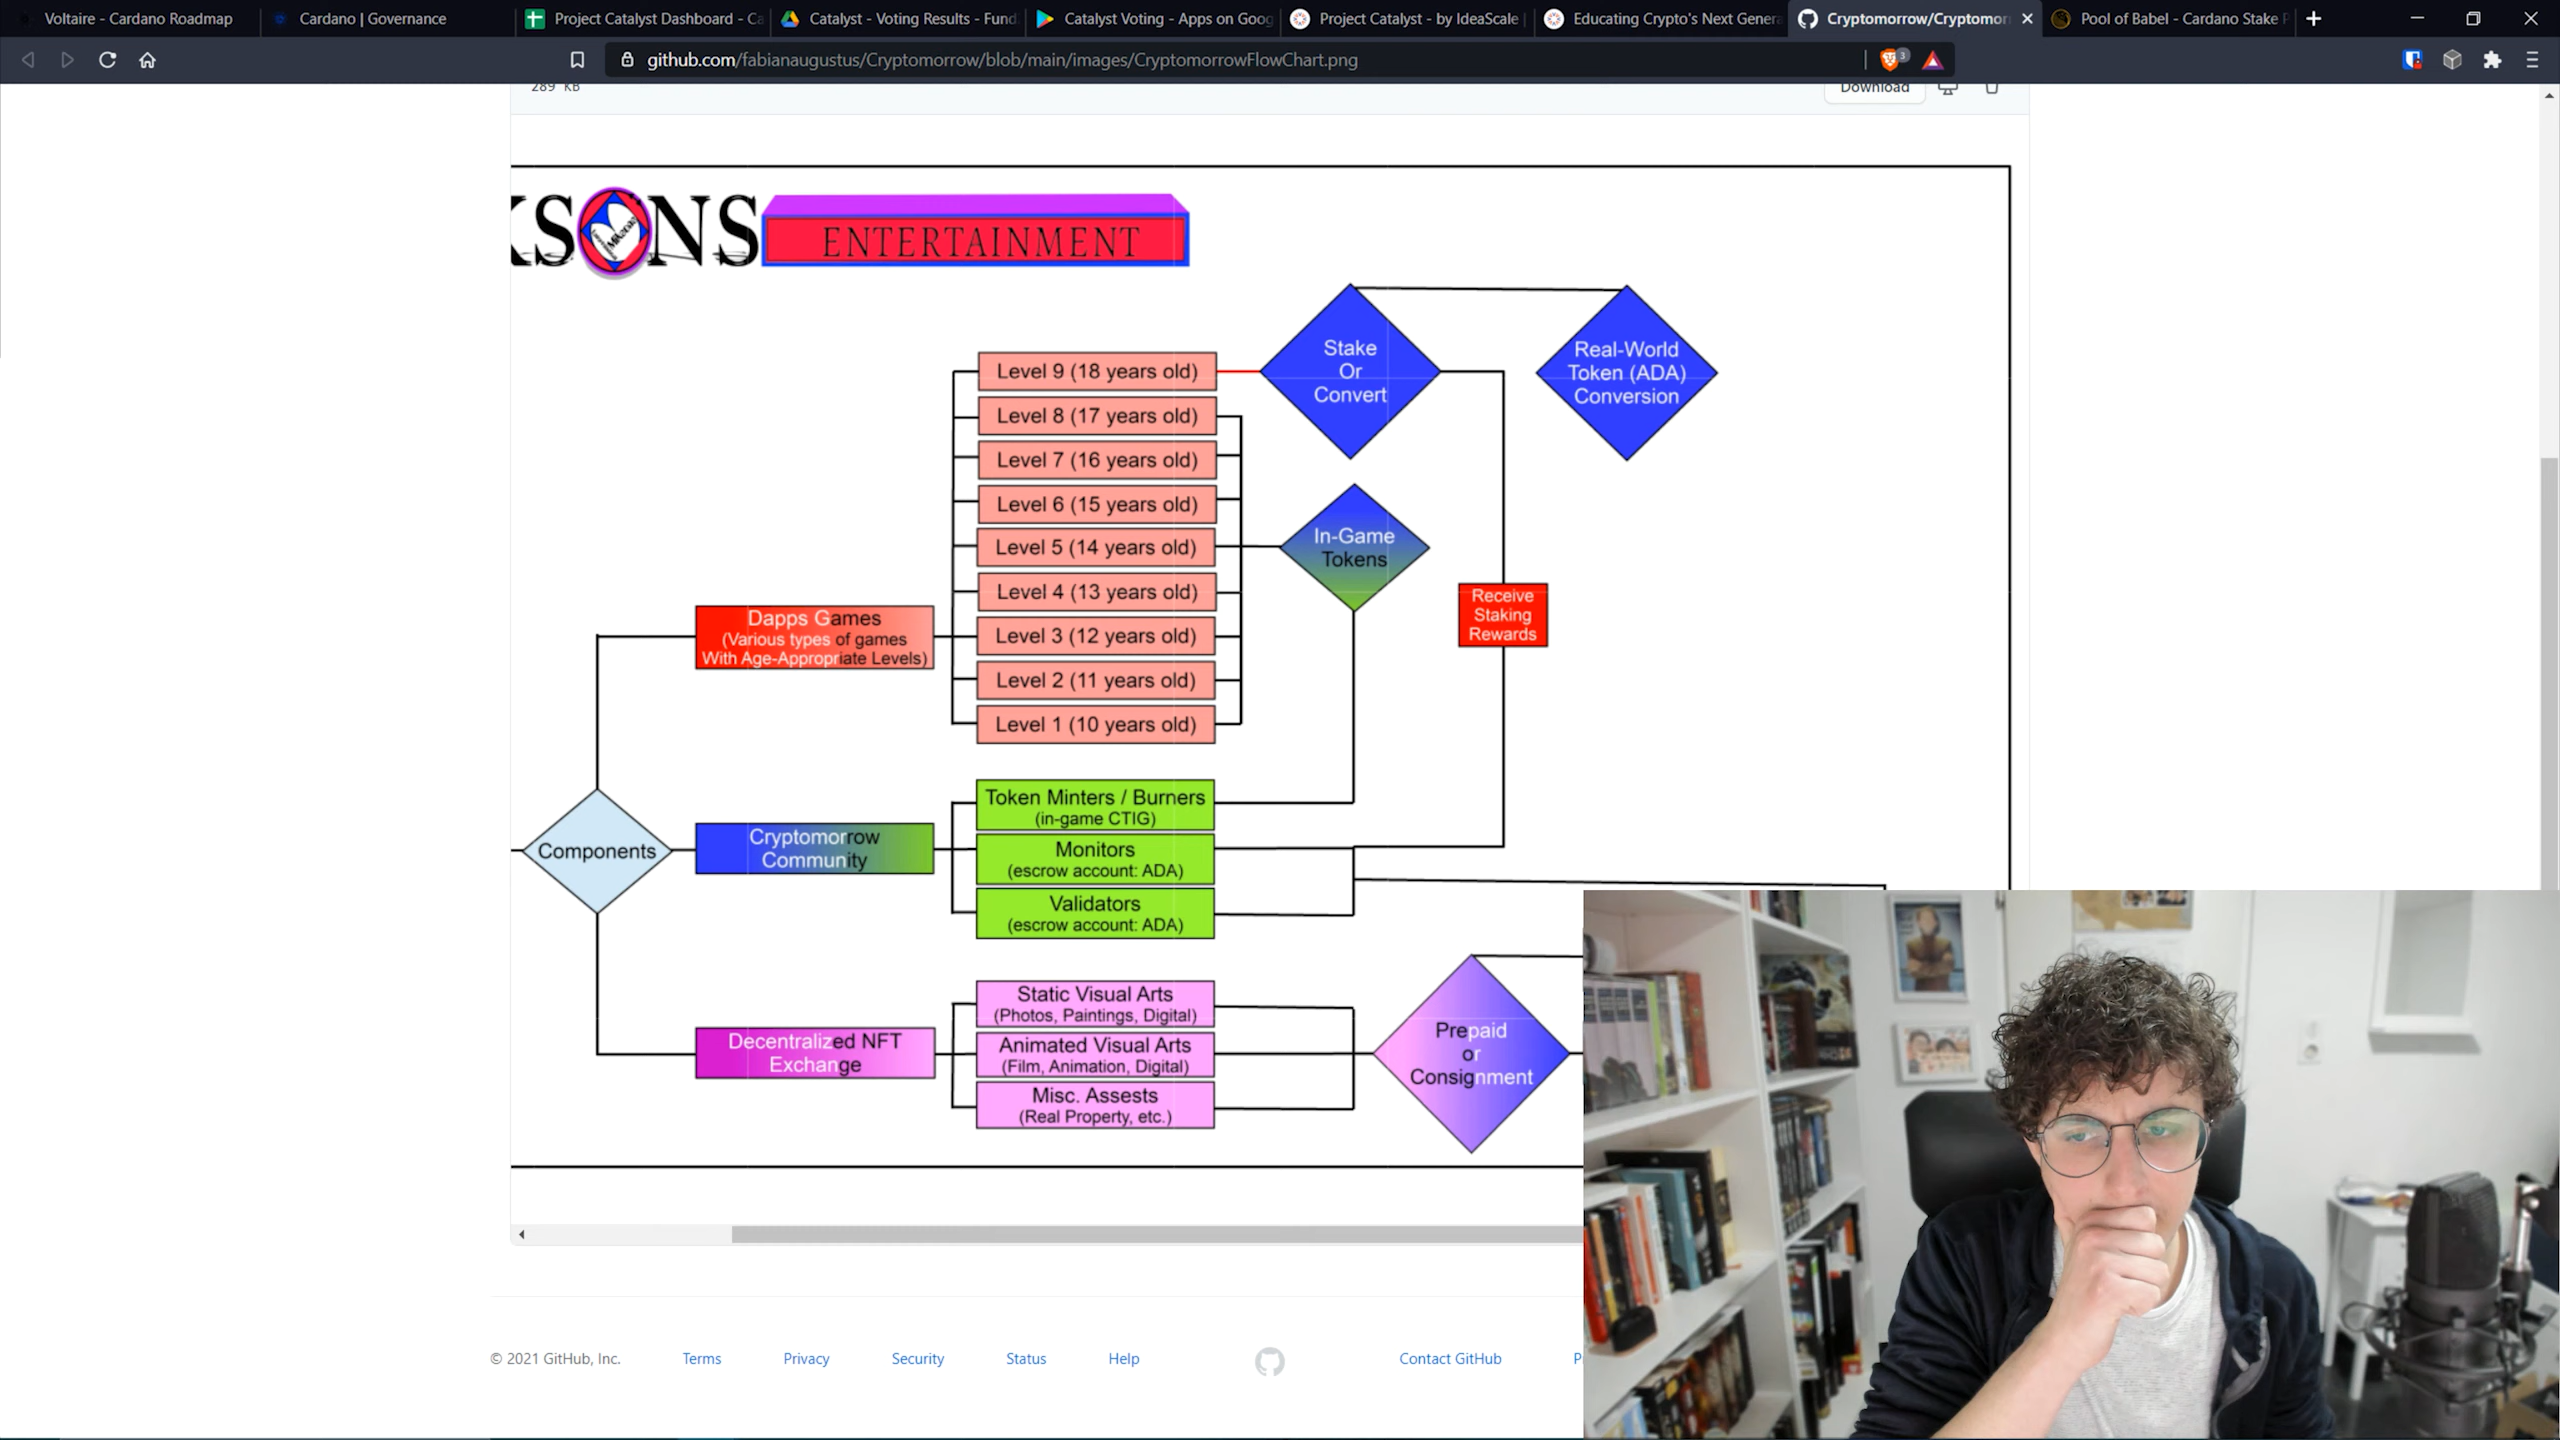 Voltaire - Cardano Roadmap
Cardano | Governance
Project Catalyst Dashboard - Ca
Catalyst - Voting Results - Fund
Catalyst Voting - Apps on Goog
Project Catalyst - by IdeaScale |
Educating Crypto's Next Genera
Cryptomorrow/Cryptomor
Pool of Babel - Cardano Stake P
github.com/fabianaugustus/Cryptomorrow/blob/main/images/CryptomorrowFlowChart.png
3
289 KB
Download
KSONS
ENTERTAINMENT
Stake
Or
Convert
Real-World
Token (ADA)
Conversion
Level 9 (18 years old)
Level 8 (17 years old)
Level 7 (16 years old)
Level 6 (15 years old)
Level 5 (14 years old)
Level 4 (13 years old)
Level 3 (12 years old)
Level 2 (11 years old)
Level 1 (10 years old)
In-Game
Tokens
Receive
Staking
Rewards
Dapps Games
(Various types of games
With Age-Appropriate Levels)
Components
Cryptomorrow
Community
Token Minters / Burners
(in-game CTIG)
Monitors
(escrow account: ADA)
Validators
(escrow account: ADA)
Decentralized NFT
Exchange
Static Visual Arts
(Photos, Paintings, Digital)
Animated Visual Arts
(Film, Animation, Digital)
Misc. Assests
(Real Property, etc.)
Prepaid
or
Consignment
© 2021 GitHub, Inc.
Terms
Privacy
Security
Status
Help
Contact GitHub
P